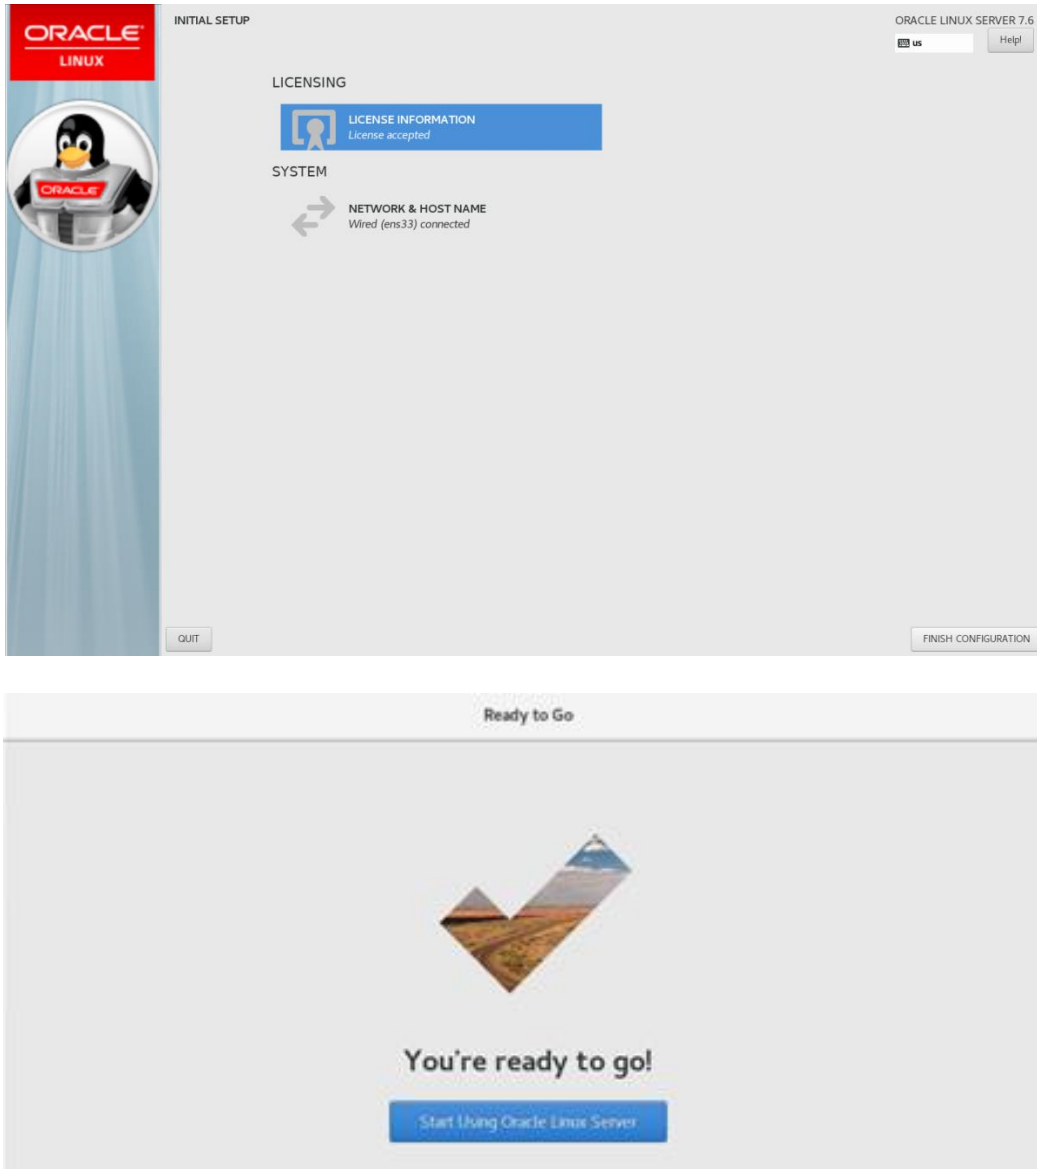 ORACLE
LINUX
INITIAL SETUP
ORACLE LINUX SERVER 7.6
us
Help!
LICENSING
LICENSE INFORMATION
License accepted
ORACLE
SYSTEM
NETWORK & HOST NAME
Wired (ens33) connected
QUIT
FINISH CONFIGURATION
Ready to Go
You're ready to go!
Start Using Oracle Linux Server